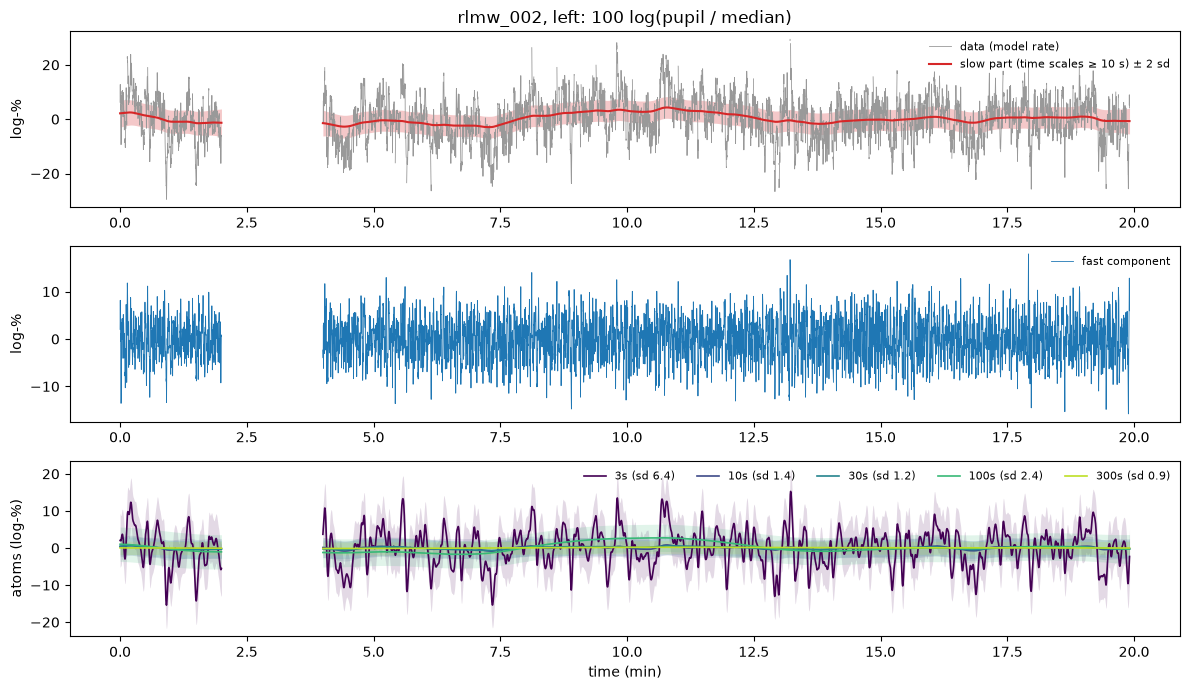 rlmw_002, left: 100 log(pupil / median)
log-%
20
0
−20
data (model rate)
slow part (time scales ≥ 10 s) ± 2 sd
0.0 2.5 5.0 7.5 10.0 12.5 15.0 17.5 20.0
log-%
10
0
−10
fast component
0.0 2.5 5.0 7.5 10.0 12.5 15.0 17.5 20.0
atoms (log-%)
20
10
0
−10
−20
3s (sd 6.4) 10s (sd 1.4) 30s (sd 1.2) 100s (sd 2.4) 300s (sd 0.9)
0.0 2.5 5.0 7.5 10.0 12.5 15.0 17.5 20.0
time (min)